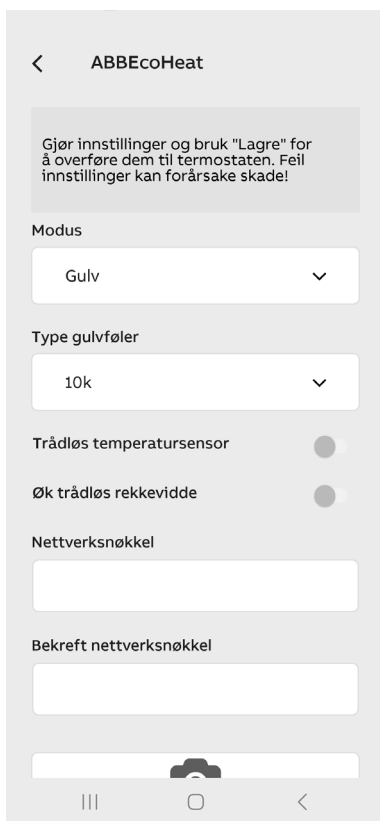 ABBEcoHeat
Gjør innstillinger og bruk "Lagre" for
å overføre dem til termostaten. Feil
innstillinger kan forårsake skade!
Modus
Gulv
Type gulvføler
10k
Trådløs temperatursensor
Øk trådløs rekkevidde
Nettverksnøkkel
Bekreft nettverksnøkkel